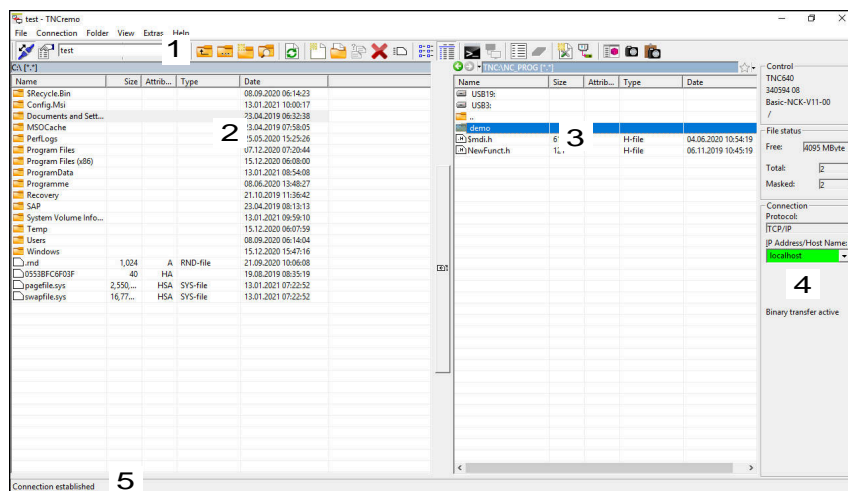 test - TNCremo
File Connection Folder View Extras Help
test
1
C:\ [*.*]
Name Size Attrib... Type Date
$Recycle.Bin 08.09.2020 06:14:23
Config.Msi 13.01.2021 10:00:17
Documents and Sett... 23.04.2019 06:32:38
MSOCache 23.04.2019 07:58:05
2
PerfLogs 25.05.2020 15:25:26
Program Files 07.12.2020 07:20:44
Program Files (x86) 15.12.2020 06:08:00
ProgramData 13.01.2021 08:54:08
Programme 08.06.2020 13:48:27
Recovery 21.10.2019 11:36:42
SAP 23.04.2019 08:13:13
System Volume Info... 13.01.2021 09:59:10
Temp 15.12.2020 06:07:59
Users 08.09.2020 06:14:04
Windows 15.12.2020 15:47:16
.rnd 1,024 A RND-file 21.09.2020 10:06:08
0553BFC6F03F 40 HA 19.08.2019 08:35:19
pagefile.sys 2,550,... HSA SYS-file 13.01.2021 07:22:52
swapfile.sys 16,77... HSA SYS-file 13.01.2021 07:22:52
TNC:\NC_PROG [*.*]
Name Size Attrib... Type Date
USB19:
USB3:
..
demo
3
$mdi.h H-file 04.06.2020 10:54:19
NewFunct.h H-file 06.11.2019 10:45:19
Control
TNC640
340594 08
Basic-NCK-V11-00
/
File status
Free: 4095 MByte
Total: 2
Masked: 2
Connection
Protocol:
TCP/IP
IP Address/Host Name:
localhost
4
Binary transfer active
Connection established
5